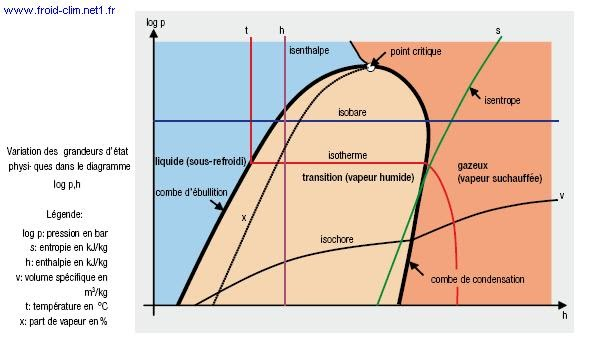 www.froid-clim.net1.fr
log p
t
h
s
isenthalpe
point critique
isentrope
isobare
Variation des grandeurs d'état
physi- ques dans le diagramme
log p,h
liquide (sous-refroidi)
isotherme
gazeux
(vapeur suchauffée)
transition (vapeur humide)
combe d'ébullition
v
Légende:
x
isochore
log p: pression en bar
s: entropie en kJ/kg
h: enthalpie en kJ/kg
v: volume spécifique en
m³/kg
t: température en °C
x: part de vapeur en %
combe de condensation
h